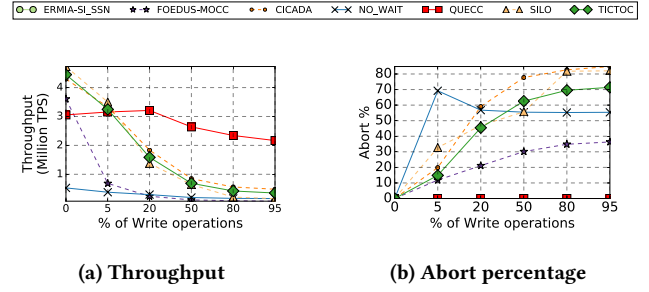 ERMIA-SI_SSN FOEDUS-MOCC CICADA NO_WAIT QUECC SILO TICTOC
Throughput
(Million TPS)
4
3
2
1
0 5 20 50 80 95
% of Write operations
(a) Throughput
Abort %
80
70
60
50
40
30
20
10
0
0 5 20 50 80 95
% of Write operations
(b) Abort percentage